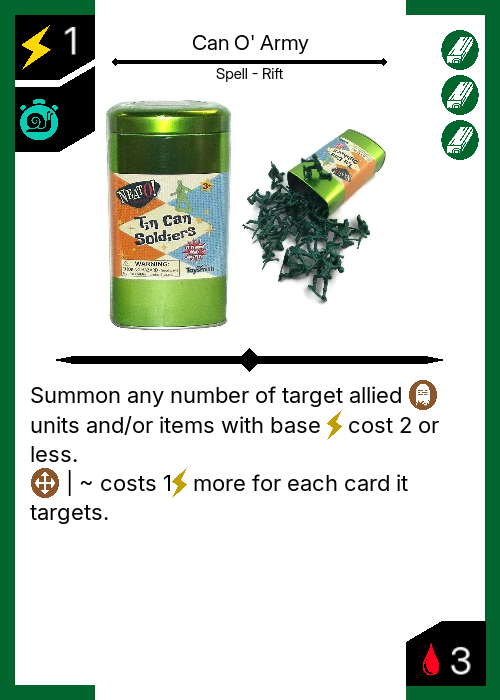 1
Can O' Army
Spell - Rift
NEATO!
3+
Tin Can
Soldiers
WARNING:
Toysmith
Summon any number of target allied
units and/or items with base cost 2 or
less.
| ~ costs 1 more for each card it
targets.
3